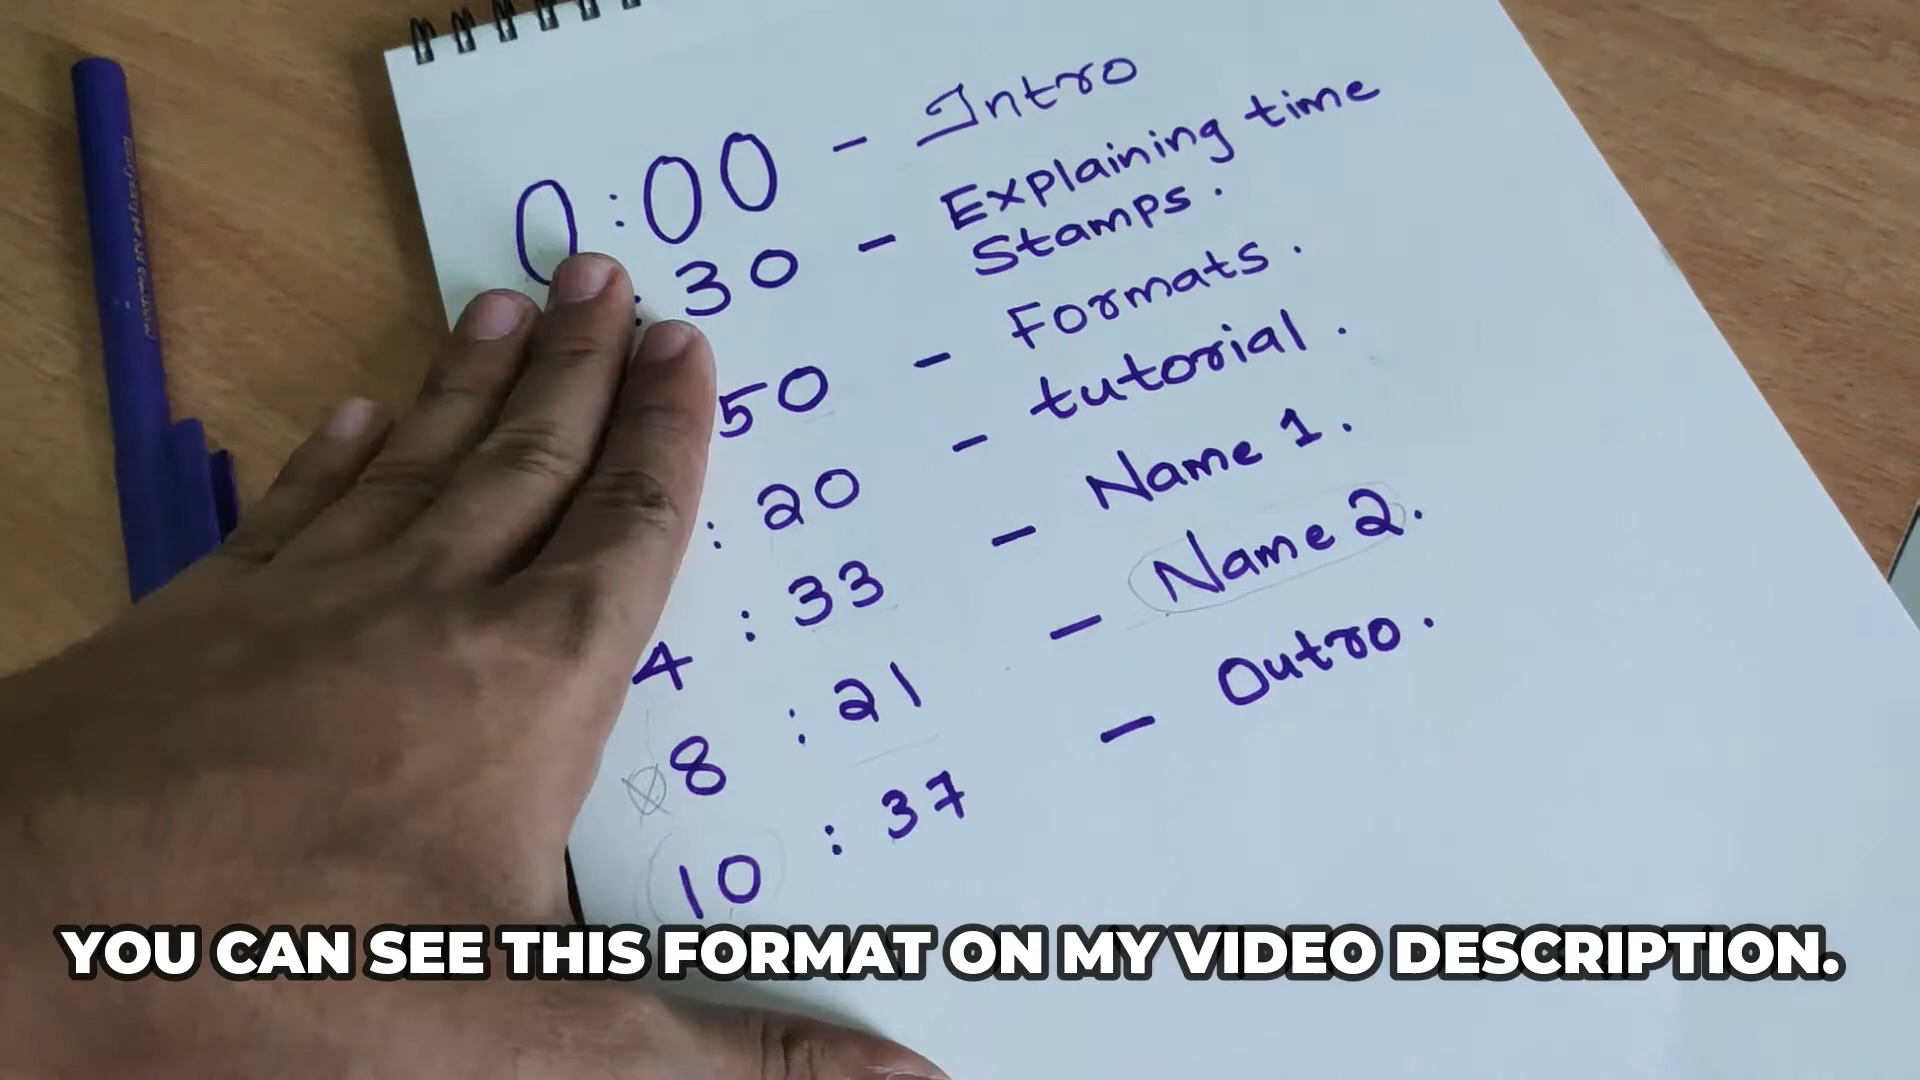 0:00 - Intro
:30 - Explaining time
Stamps.
50 - Formats.
:20 - tutorial.
4:33 - Name 1.
8:21 - Name 2.
10:37 - Outro.
YOU CAN SEE THIS FORMAT ON MY VIDEO DESCRIPTION.